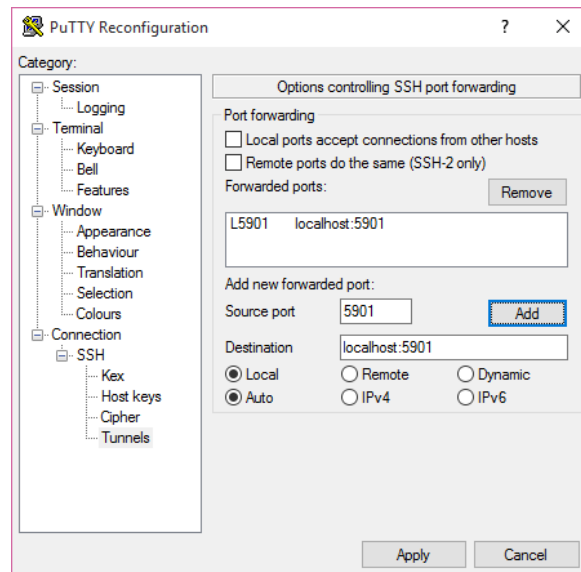 PuTTY Reconfiguration
?
Category:
Session
Logging
Terminal
Keyboard
Bell
Features
Window
Appearance
Behaviour
Translation
Selection
Colours
Connection
SSH
Kex
Host keys
Cipher
Tunnels
Options controlling SSH port forwarding
Port forwarding
Local ports accept connections from other hosts
Remote ports do the same (SSH-2 only)
Forwarded ports: Remove
L5901 localhost:5901
Add new forwarded port:
Source port 5901 Add
Destination localhost:5901
Local Remote Dynamic
Auto IPv4 IPv6
Apply Cancel